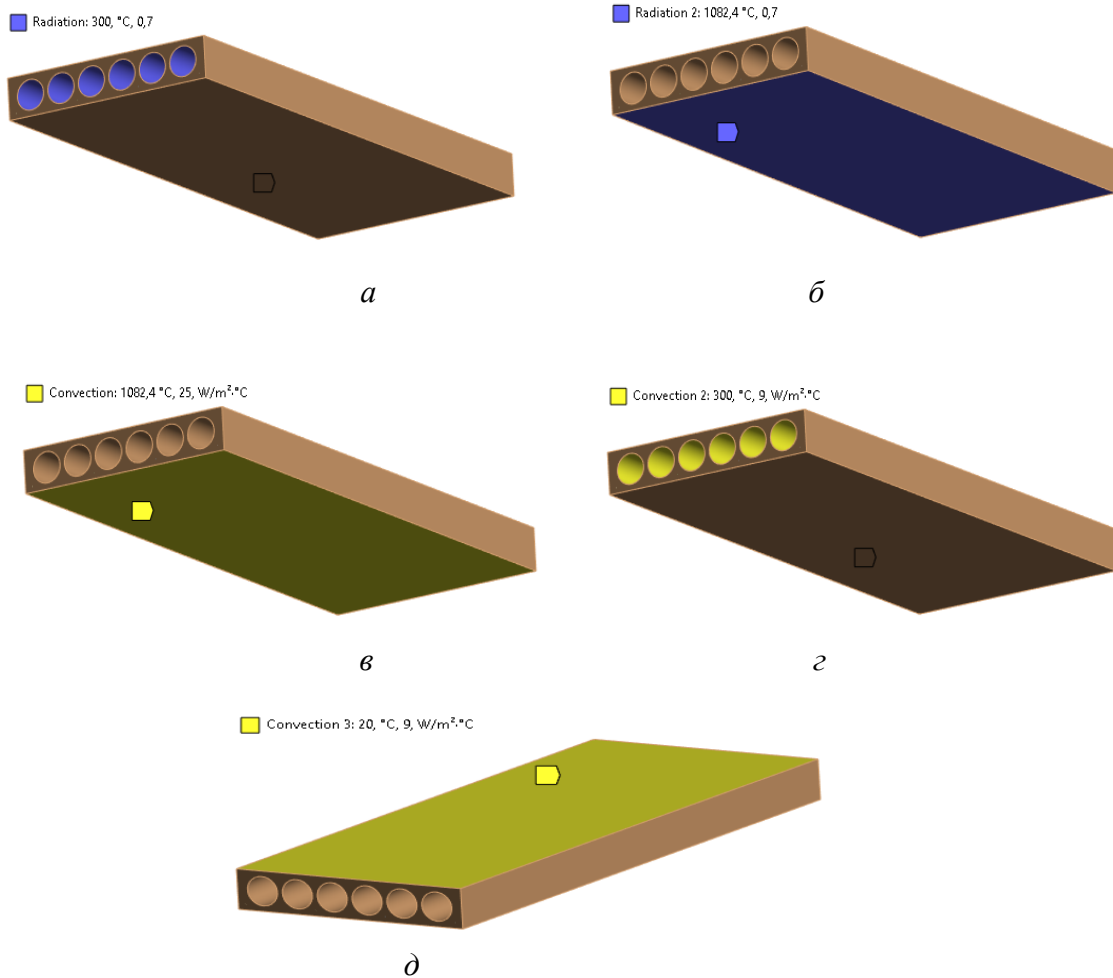 Radiation: 300, °C, 0,7
Radiation 2: 1082,4 °C, 0,7
а
б
Convection: 1082,4 °C, 25, W/m²·°C
Convection 2: 300, °C, 9, W/m²·°C
в
г
Convection 3: 20, °C, 9, W/m²·°C
д